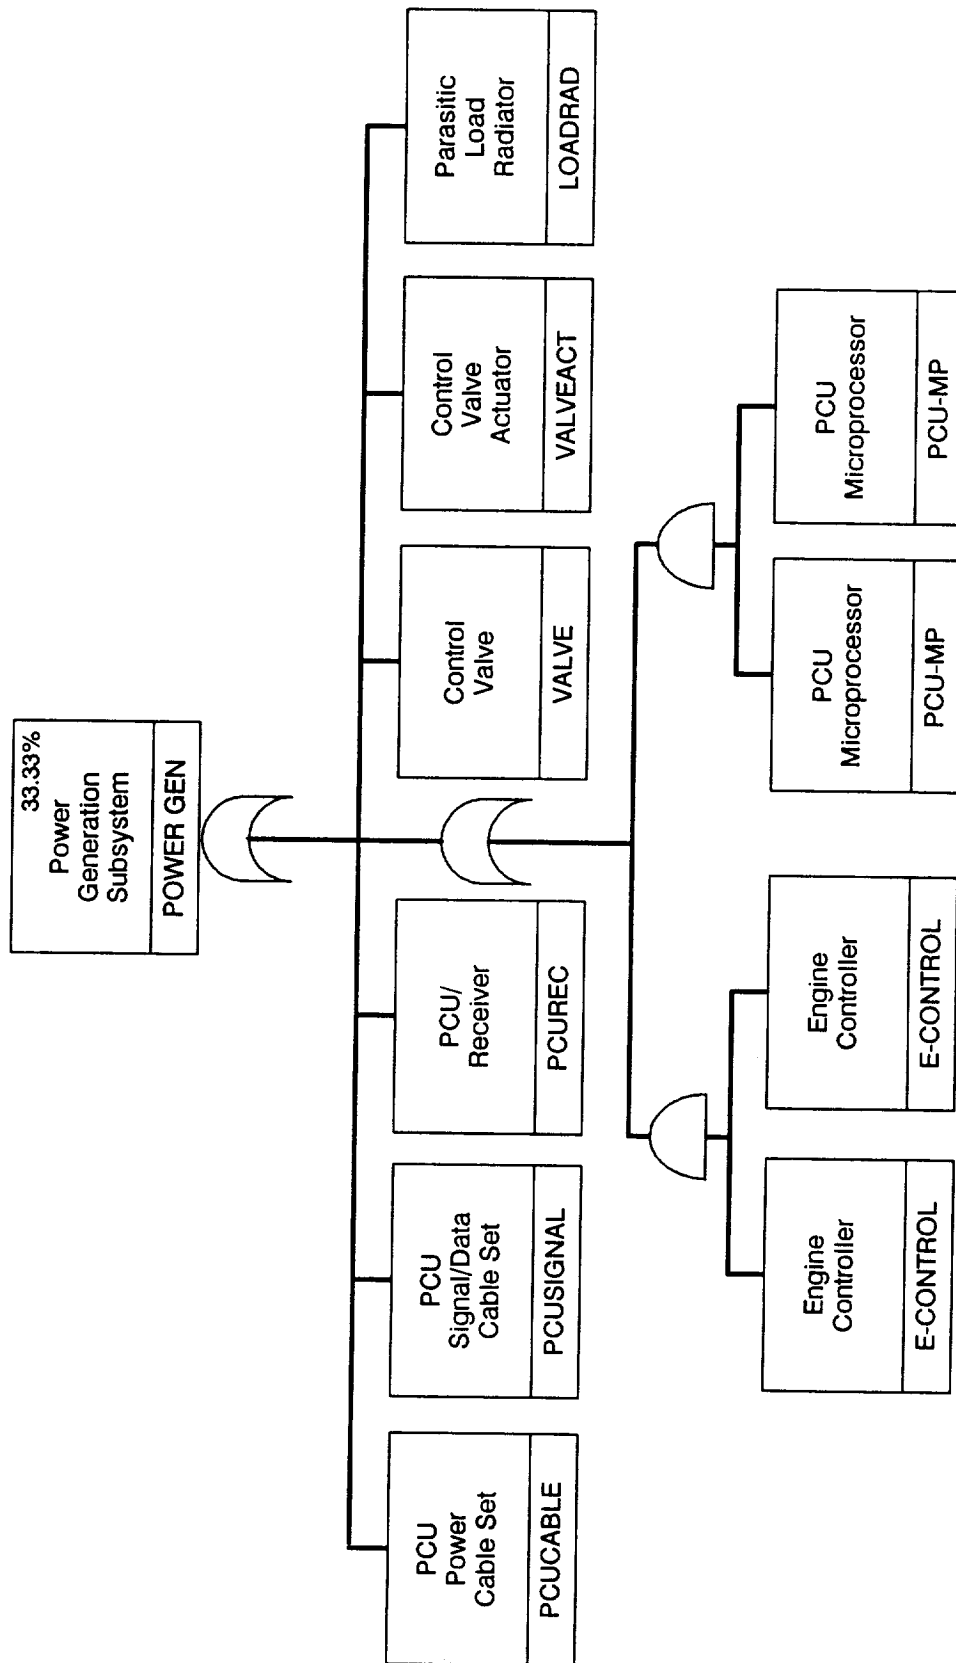 33.33%
Power
Generation
Subsystem
POWER GEN
PCU
Power
Cable Set
PCUCABLE
PCU
Signal/Data
Cable Set
PCUSIGNAL
PCU/
Receiver
PCUREC
Control
Valve
VALVE
Control
Valve
Actuator
VALVEACT
Parasitic
Load
Radiator
LOADRAD
Engine
Controller
E-CONTROL
Engine
Controller
E-CONTROL
PCU
Microprocessor
PCU-MP
PCU
Microprocessor
PCU-MP